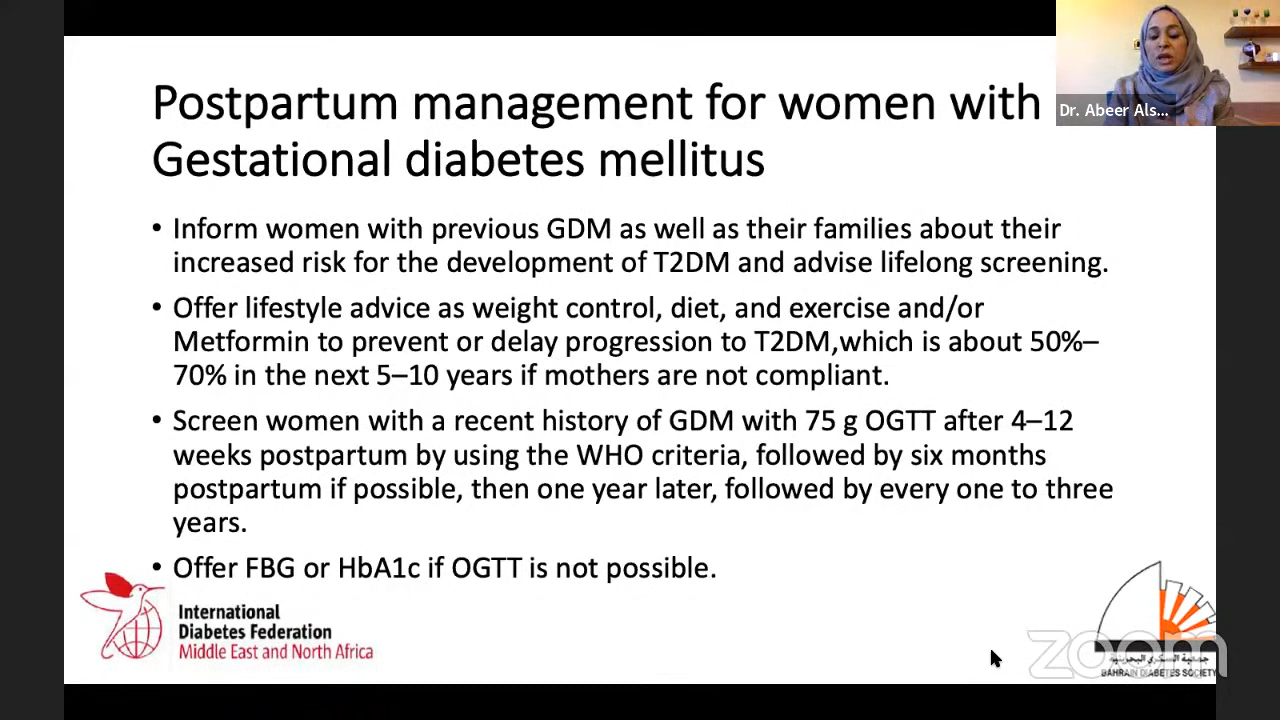 Postpartum management for women with
Gestational diabetes mellitus
Dr. Abeer Als...
• Inform women with previous GDM as well as their families about their
increased risk for the development of T2DM and advise lifelong screening.
• Offer lifestyle advice as weight control, diet, and exercise and/or
Metformin to prevent or delay progression to T2DM,which is about 50%–
70% in the next 5–10 years if mothers are not compliant.
• Screen women with a recent history of GDM with 75 g OGTT after 4–12
weeks postpartum by using the WHO criteria, followed by six months
postpartum if possible, then one year later, followed by every one to three
years.
• Offer FBG or HbA1c if OGTT is not possible.
International
Diabetes Federation
Middle East and North Africa
zoom
جمعية السكري البحرينية
BAHRAIN DIABETES SOCIETY